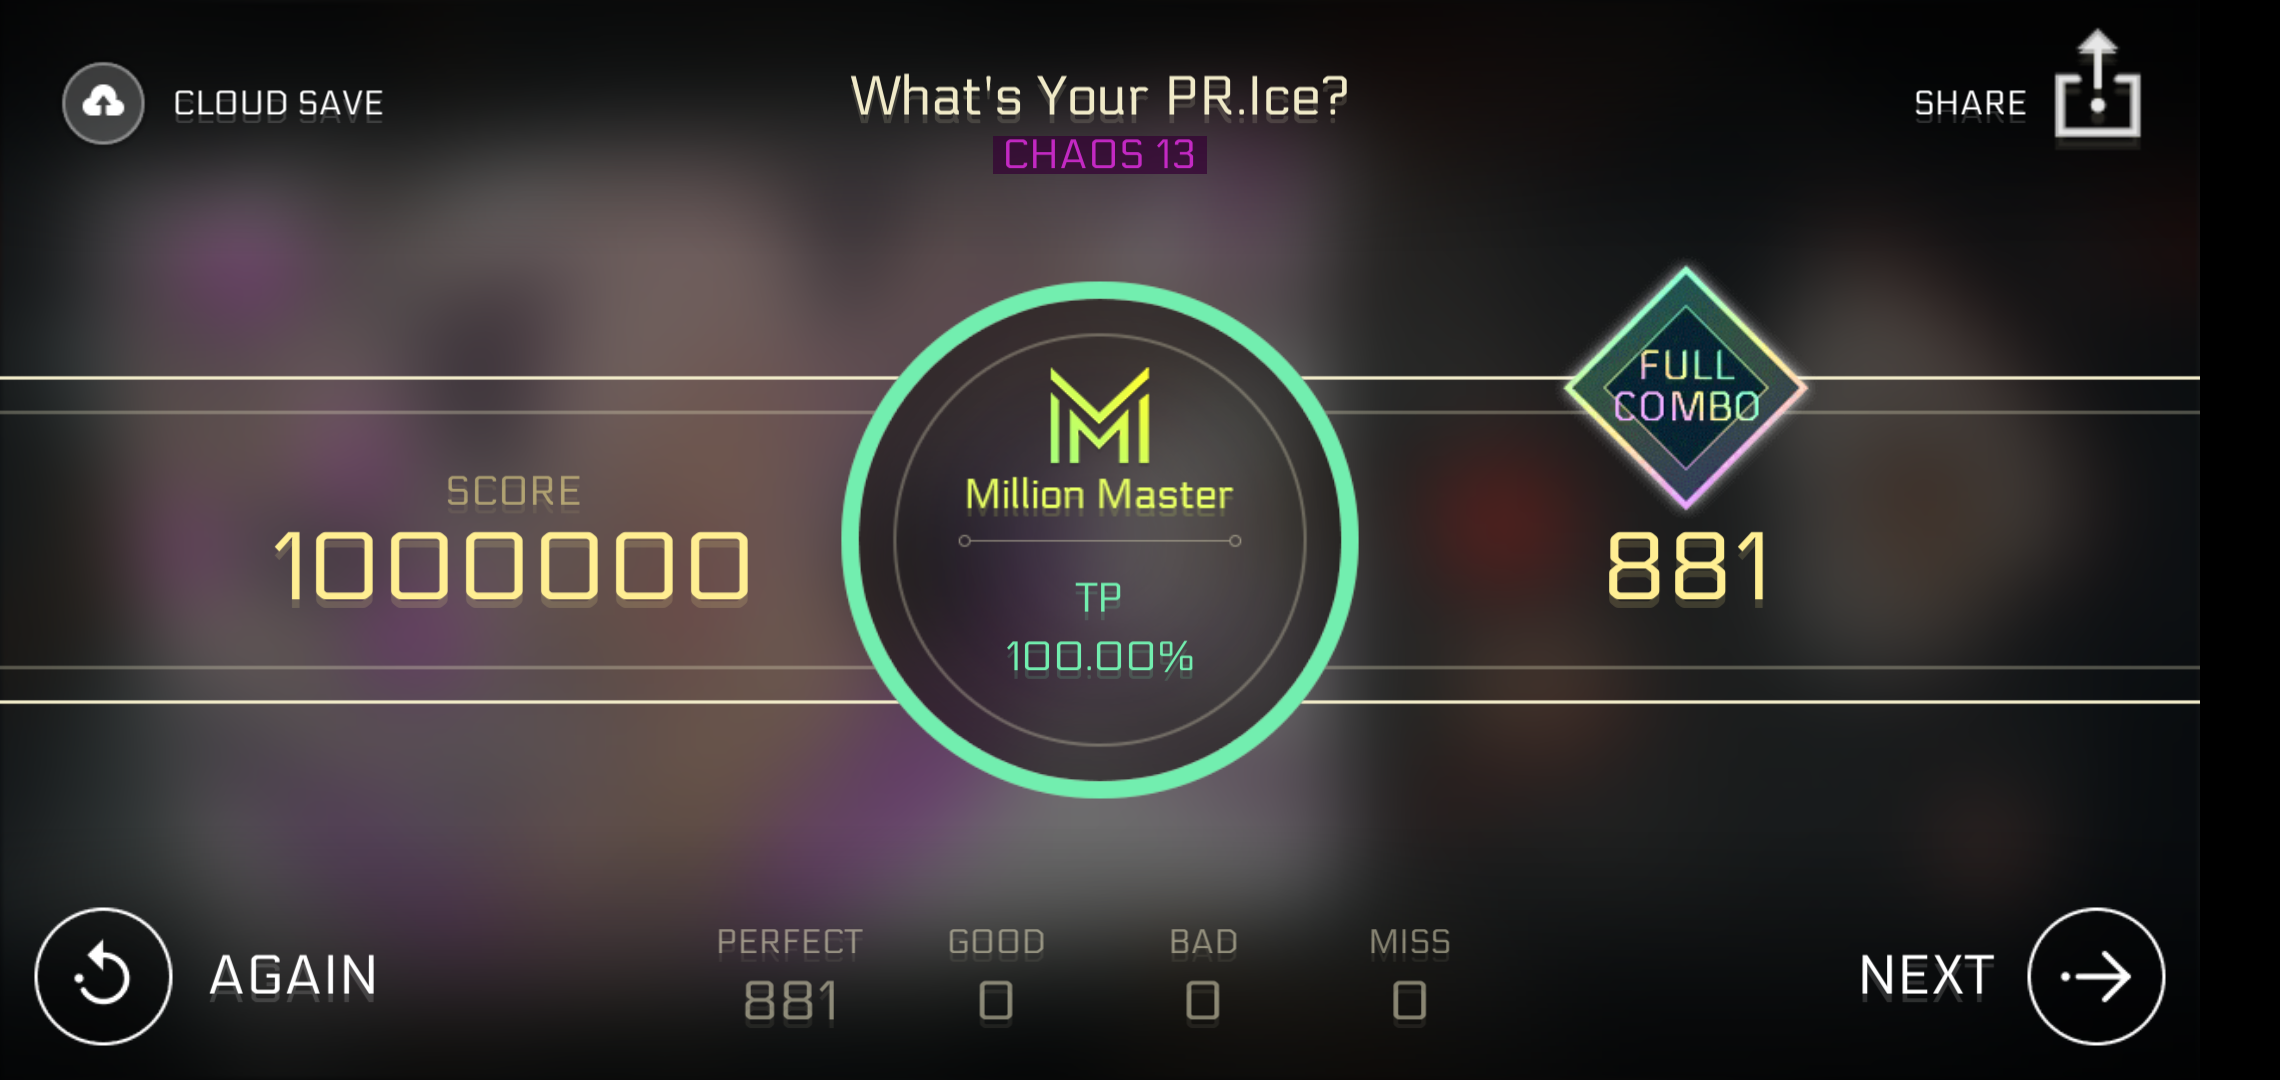 CLOUD SAVE
What's Your PR.Ice?
CHAOS 13
SHARE
FULL
COMBO
Million Master
SCORE
1000000
881
TP
100.00%
AGAIN
PERFECT
881
GOOD
0
BAD
0
MISS
0
NEXT